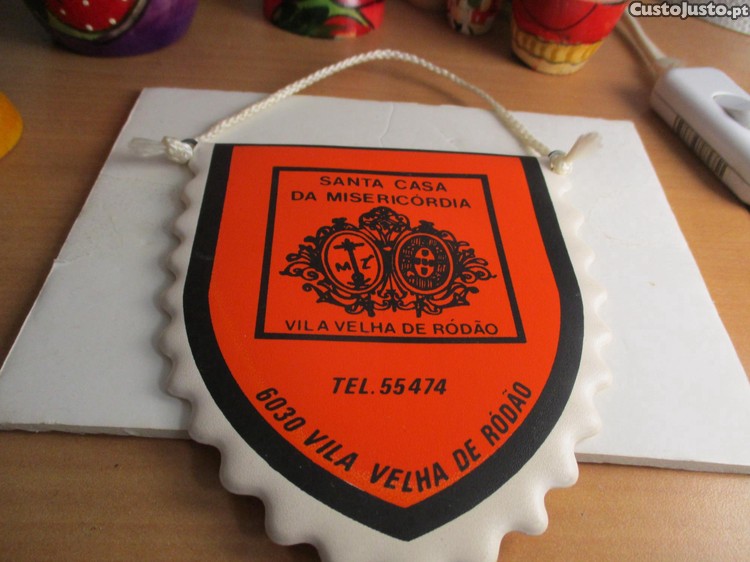 CustoJusto.pt
SANTA CASA
DA MISERICÓRDIA
M
VILA VELHA DE RÓDÃO
TEL. 55474
6030 VILA VELHA DE RÓDÃO